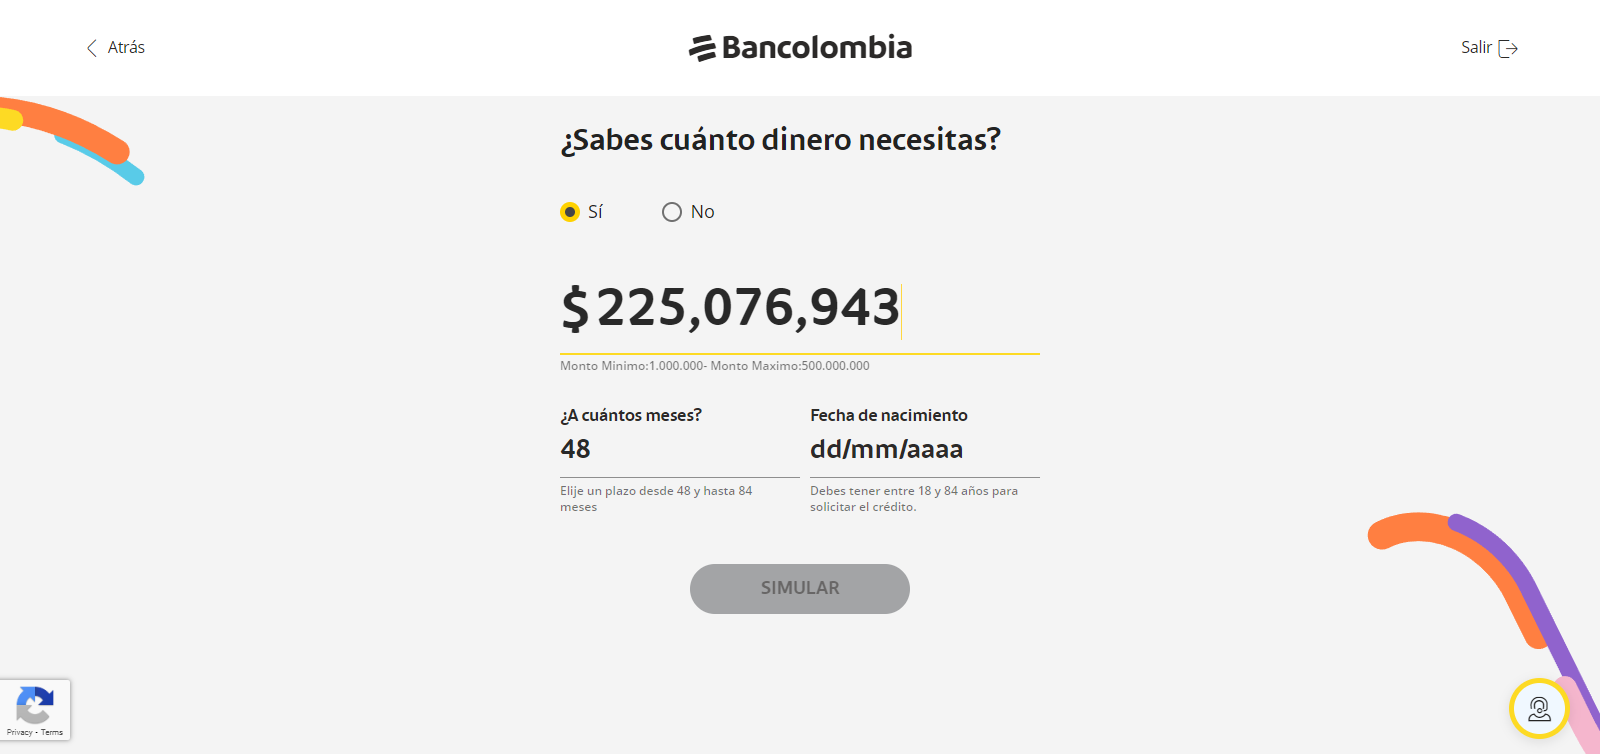 Atrás
Bancolombia
Salir
¿Sabes cuánto dinero necesitas?
Sí No
$ 225,076,943
Monto Minimo:1.000.000- Monto Maximo:500.000.000
¿A cuántos meses?
48
Elije un plazo desde 48 y hasta 84
meses
Fecha de nacimiento
dd/mm/aaaa
Debes tener entre 18 y 84 años para
solicitar el crédito.
SIMULAR
Privacy - Terms